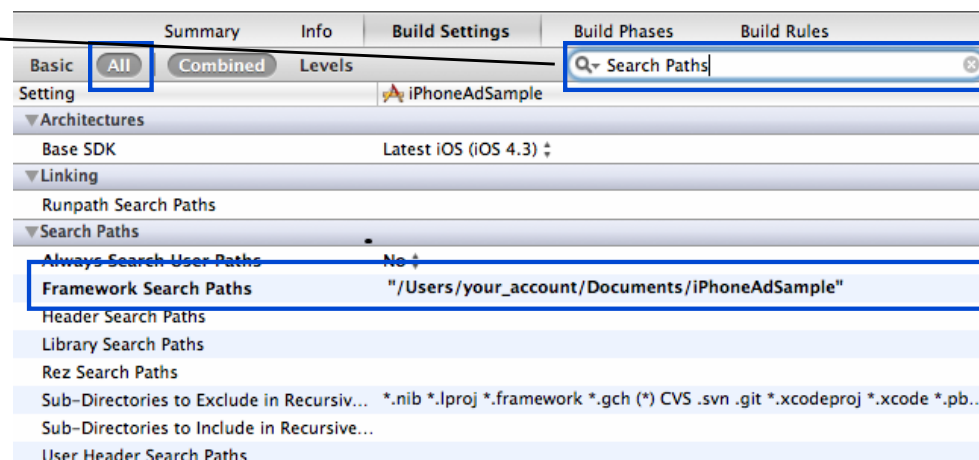 Summary Info Build Settings Build Phases Build Rules
Basic All Combined Levels Search Paths
Setting iPhoneAdSample
Architectures
Base SDK Latest iOS (iOS 4.3)
Linking
Runpath Search Paths
Search Paths
Always Search User Paths No
Framework Search Paths "/Users/your_account/Documents/iPhoneAdSample"
Header Search Paths
Library Search Paths
Rez Search Paths
Sub-Directories to Exclude in Recursiv... *.nib *.lproj *.framework *.gch (*) CVS .svn .git *.xcodeproj *.xcode *.pb...
Sub-Directories to Include in Recursive...
User Header Search Paths